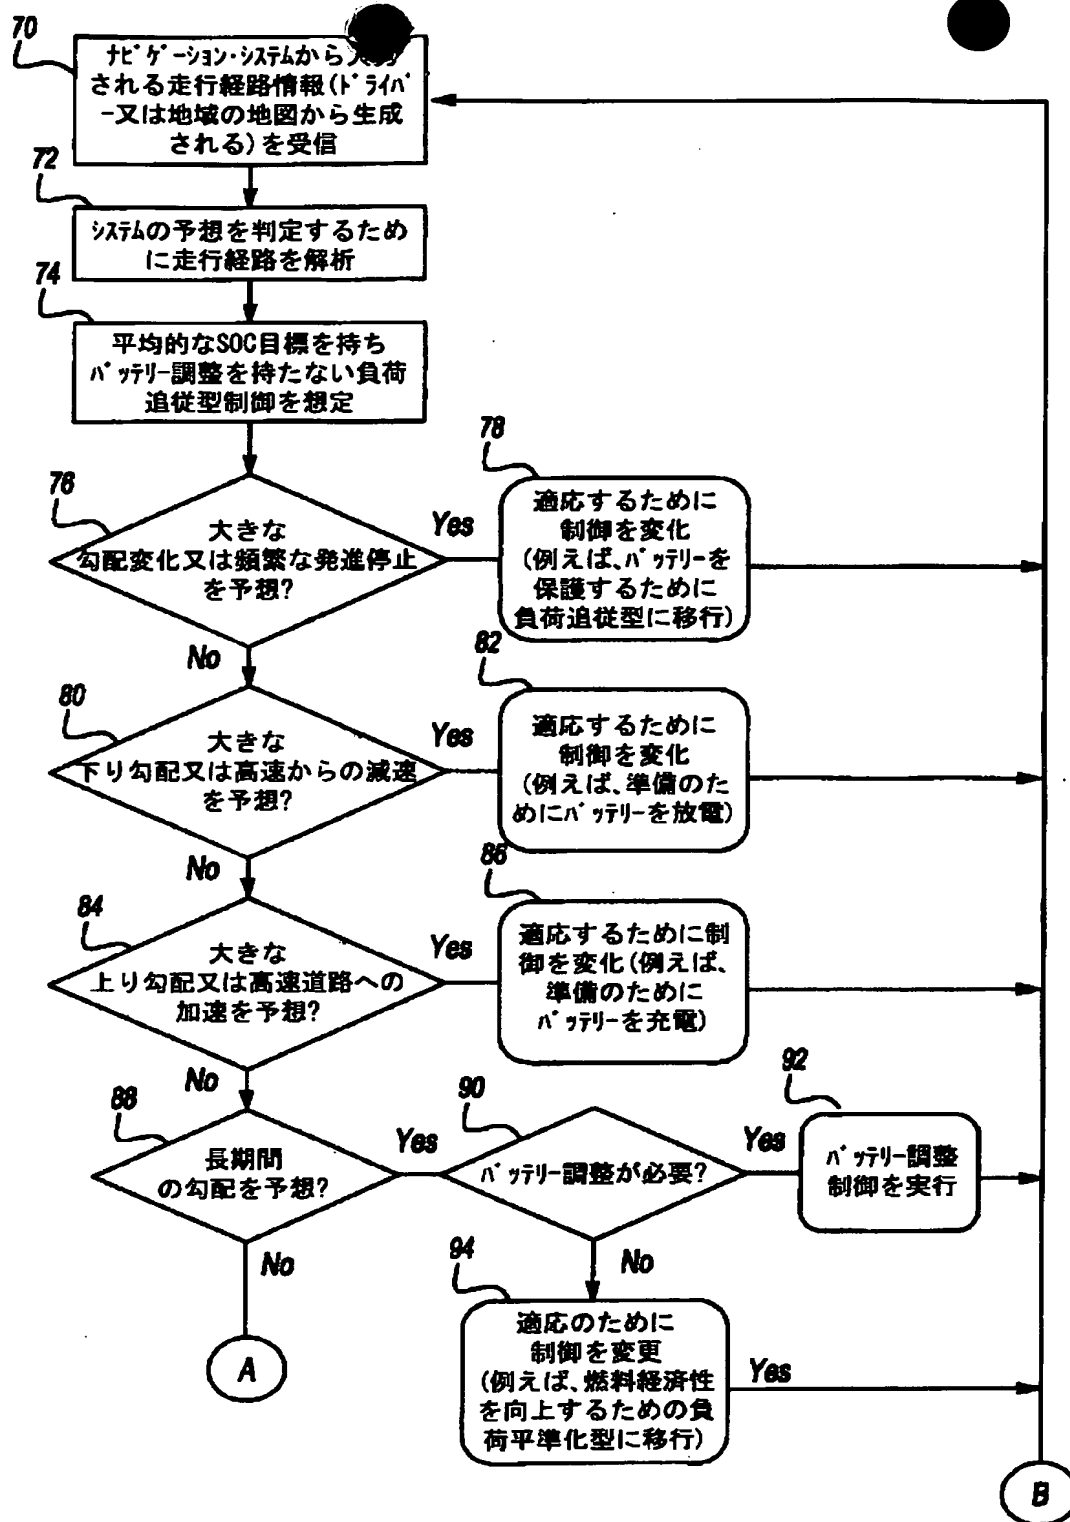 70
ナビゲーション・システムから
される走行経路情報(ドライバ
ー又は地域の地図から生成
される)を受信
72
システムの予想を判定するため
に走行経路を解析
74
平均的なSOC目標を持ち
バッテリー調整を持たない負荷
追従型制御を想定
76
大きな
勾配変化又は頻繁な発進停止
を予想?
Yes
78
適応するために
制御を変化
(例えば、バッテリーを
保護するために
負荷追従型に移行)
No
80
大きな
下り勾配又は高速からの減速
を予想?
Yes
82
適応するために
制御を変化
(例えば、準備のた
めにバッテリーを放電)
No
84
大きな
上り勾配又は高速道路への
加速を予想?
Yes
86
適応するために制
御を変化(例えば、
準備のために
バッテリーを充電)
No
88
長期間
の勾配を予想?
Yes
90
バッテリー調整が必要?
Yes
92
バッテリー調整
制御を実行
No
A
No
94
適応のために
制御を変更
(例えば、燃料経済性
を向上するための負
荷平準化型に移行)
Yes
B